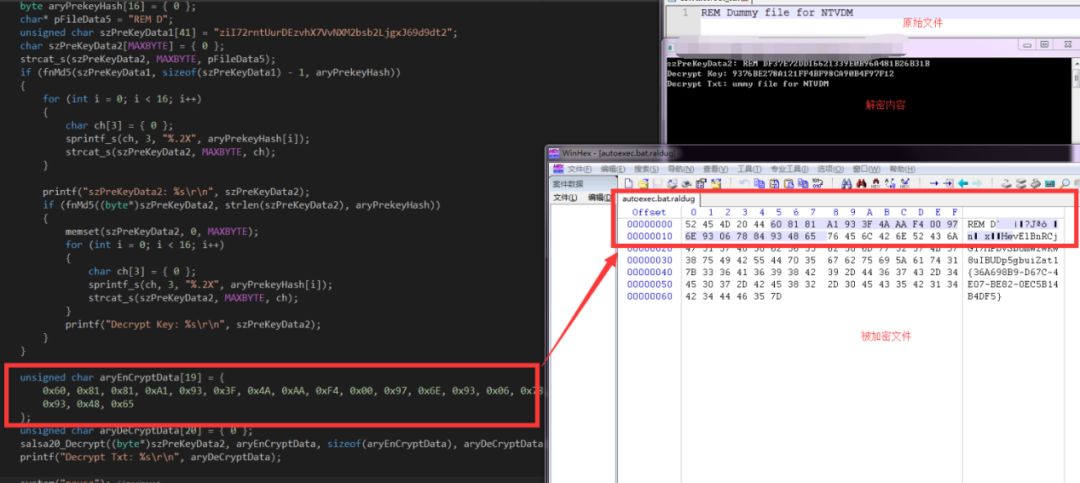 byte aryPrekeyHash[16] = { 0 };
char* pFileData5 = "REM D";
unsigned char szPreKeyData1[41] = "ziI72rntUurDEzvhX7VvNXM2bsb2LjgxJ69d9dt2";
char szPreKeyData2[MAXBYTE] = { 0 };
strcat_s(szPreKeyData2, MAXBYTE, pFileData5);
if (fnMd5(szPreKeyData1, sizeof(szPreKeyData1) - 1, aryPrekeyHash))
{
for (int i = 0; i < 16; i++)
{
char ch[3] = { 0 };
sprintf_s(ch, 3, "%.2X", aryPrekeyHash[i]);
strcat_s(szPreKeyData2, MAXBYTE, ch);
}
printf("szPreKeyData2: %s\r\n", szPreKeyData2);
if (fnMd5((byte*)szPreKeyData2, strlen(szPreKeyData2), aryPrekeyHash))
{
memset(szPreKeyData2, 0, MAXBYTE);
for (int i = 0; i < 16; i++)
{
char ch[3] = { 0 };
sprintf_s(ch, 3, "%.2X", aryPrekeyHash[i]);
strcat_s(szPreKeyData2, MAXBYTE, ch);
}
printf("Decrypt Key: %s\r\n", szPreKeyData2);
}
}
unsigned char aryEnCryptData[19] = {
0x60, 0x81, 0x81, 0xA1, 0x93, 0x3F, 0x4A, 0xAA, 0xF4, 0x00, 0x97, 0x6E, 0x93, 0x06, 0x78
0x93, 0x48, 0x65
};
unsigned char aryDeCryptData[20] = { 0 };
salsa20_Decrypt((byte*)szPreKeyData2, aryEnCryptData, sizeof(aryEnCryptData), aryDeCryptData
printf("Decrypt Txt: %s\r\n", aryDeCryptData);
1 REM Dummy file for NTVDM
原始文件
szPreKeyData2: REM DF37E72DD16621339E0B96A481B26B31B
Decrypt Key: 9376BE278A121FF4BF98CA90B4F97F12
Decrypt Txt: ummy file for NTVDM
解密内容
WinHex - [autoexec.bat.raldug]
文件(F) 编辑(E) 搜索(S) 导航(N) 查看(V) 工具(T) 专业工具(I) 选项(O) 窗口(W) 帮助(H)
案件数据
文件(L) 编辑(D)
autoexec.bat.raldug
Offset 0 1 2 3 4 5 6 7 8 9 A B C D E F
00000000 52 45 4D 20 44 60 81 81 A1 93 3F 4A AA F4 00 97 REM D`
00000010 6E 93 06 78 84 93 48 65 76 45 6C 42 6E 52 43 6A HevElBnRCj
00000030 38 75 49 42 55 44 70 35 67 62 75 69 5A 61 74 31 8uIBUDp5gbuiZat1
00000040 7B 33 36 41 36 39 38 42 39 2D 44 36 37 43 2D 34 {36A698B9-D67C-4
00000050 45 30 37 2D 42 45 38 32 2D 30 45 43 35 42 31 34 E07-BE82-0EC5B14
00000060 42 34 44 46 35 7D B4DF5}
被加密文件